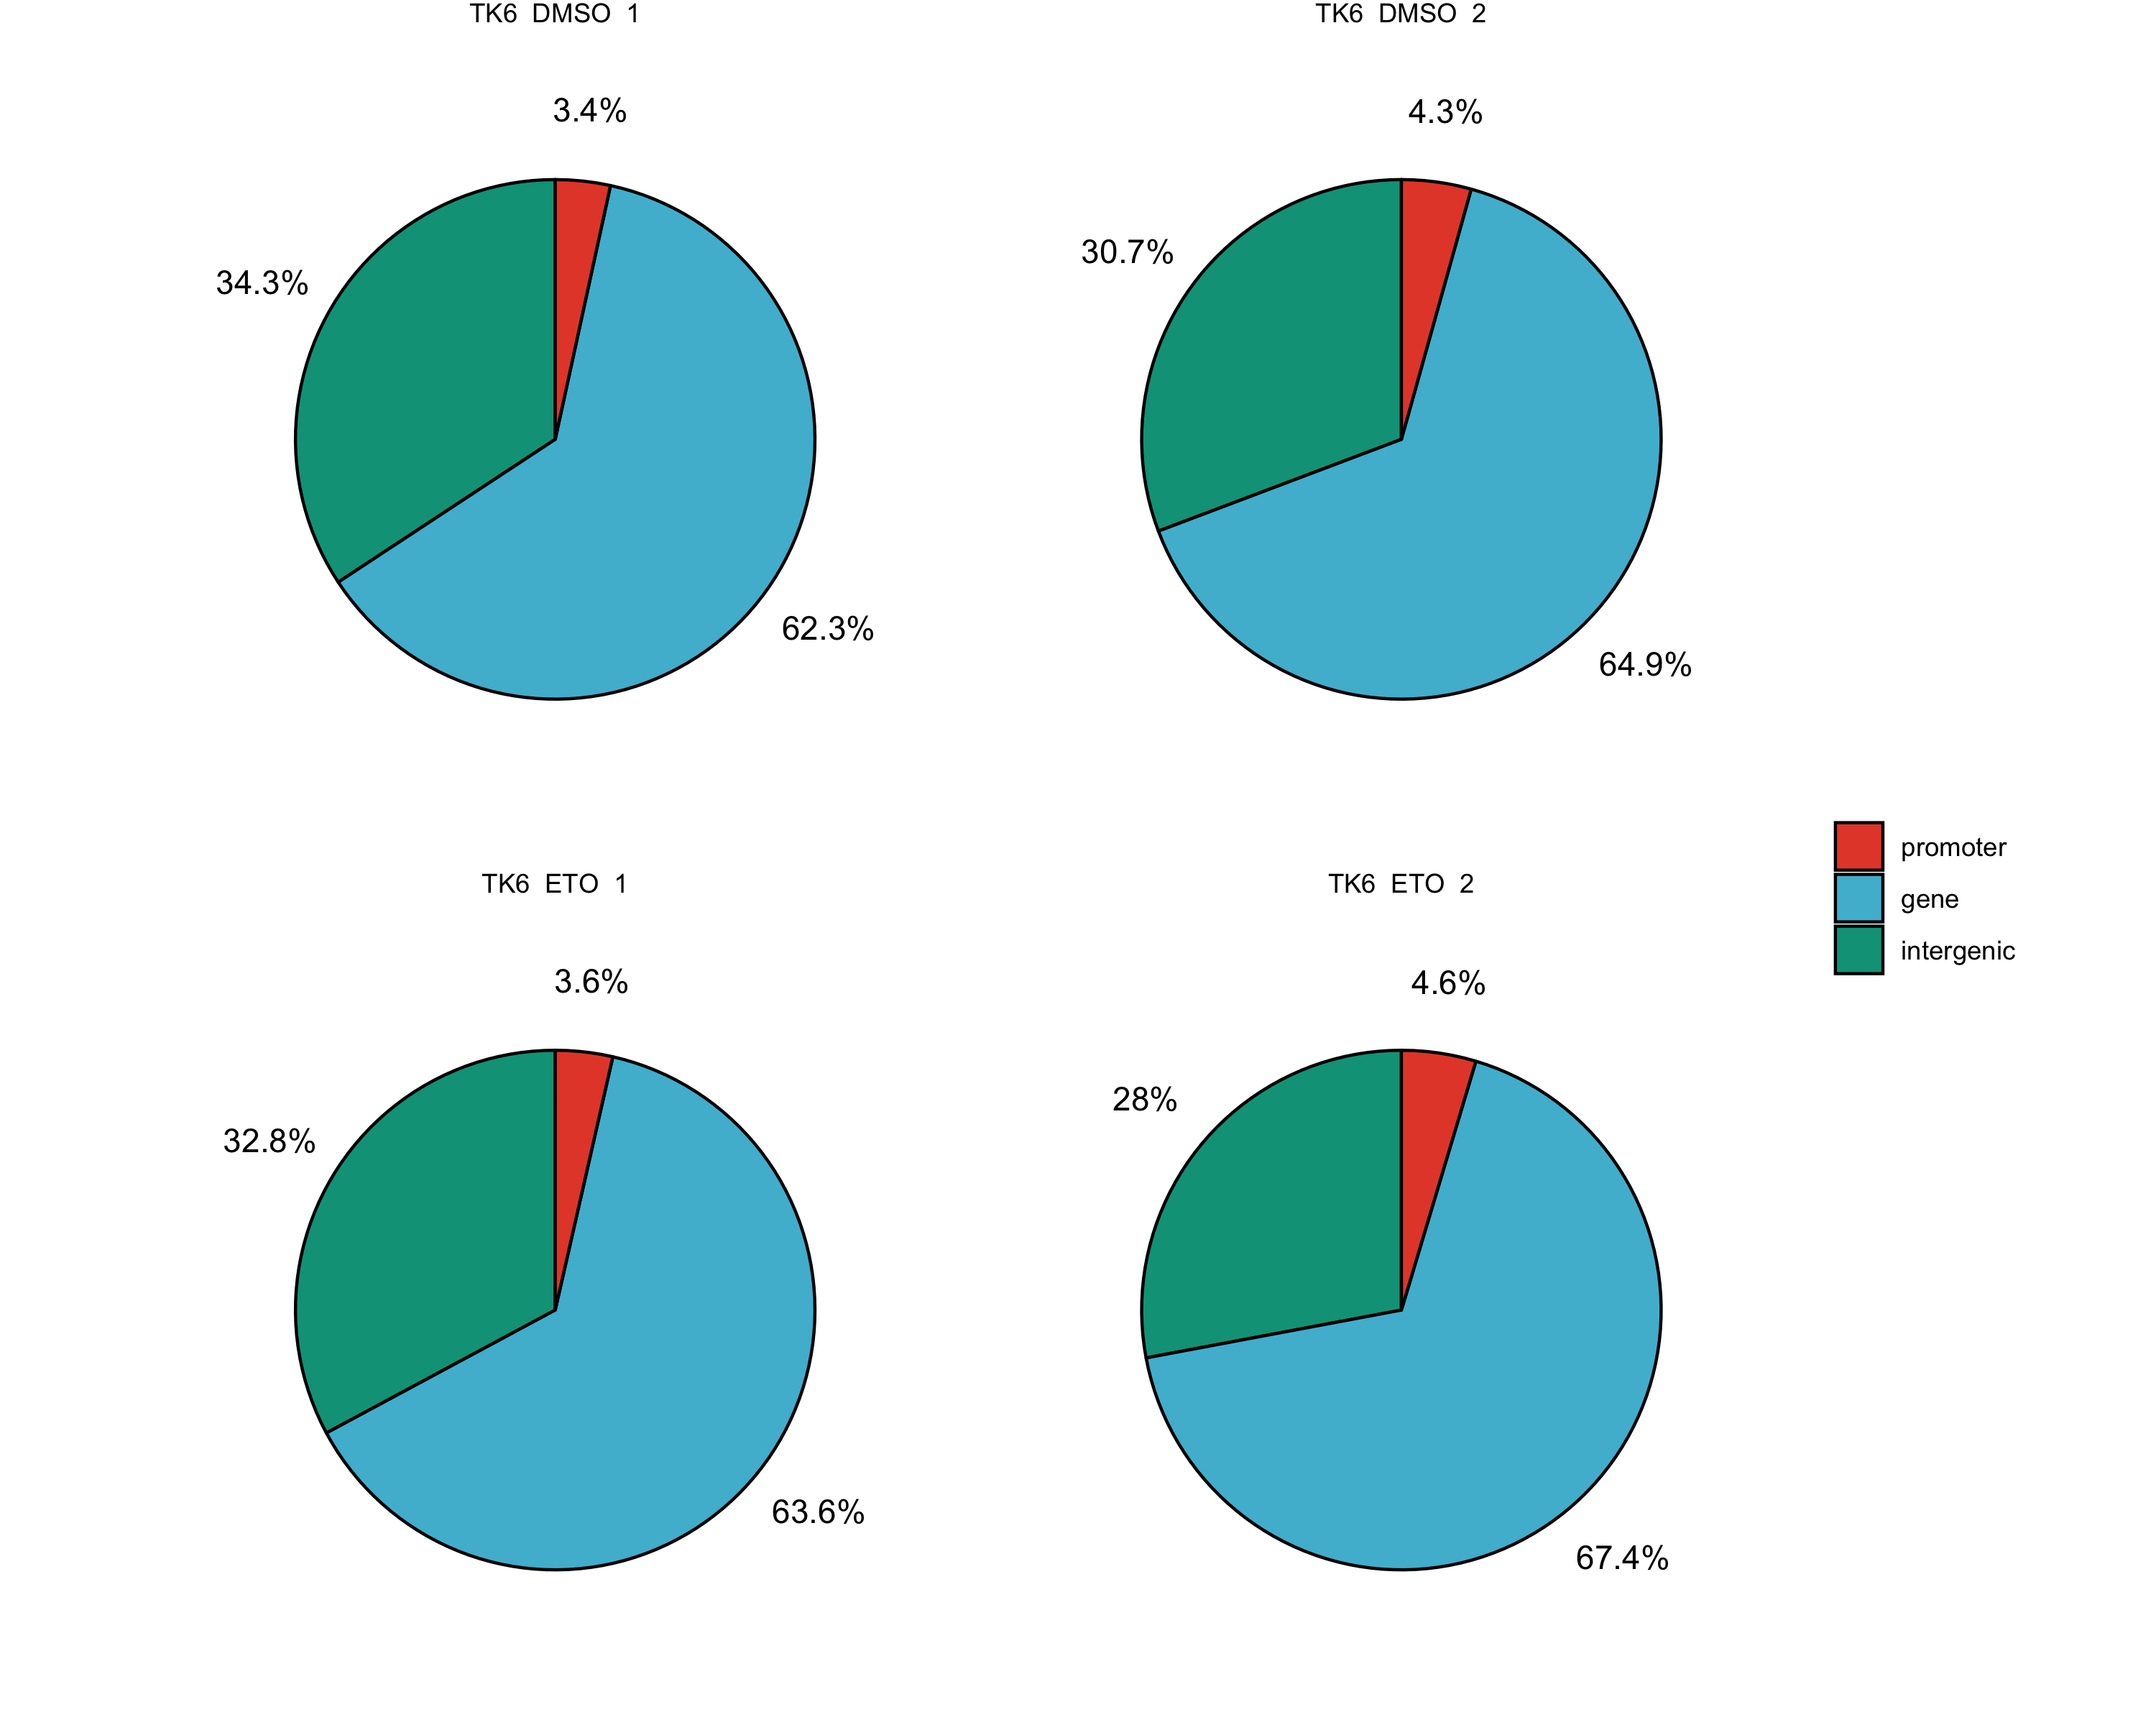 TK6 DMSO 1
3.4%
34.3%
62.3%
TK6 DMSO 2
4.3%
30.7%
64.9%
TK6 ETO 1
3.6%
32.8%
63.6%
TK6 ETO 2
4.6%
28%
67.4%
promoter
gene
intergenic